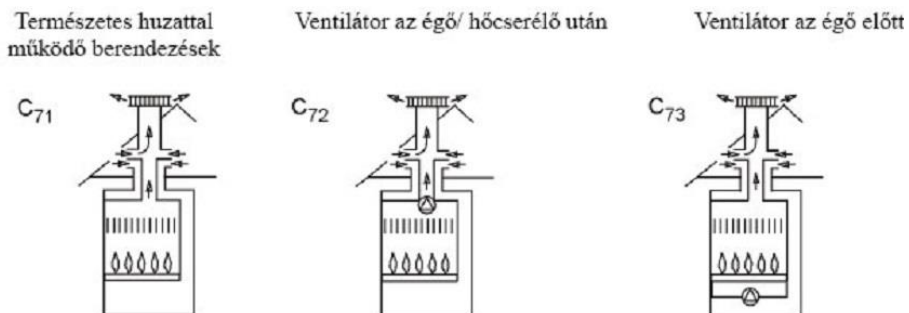 Természetes huzattal
működő berendezések
Ventilátor az égő/ hőcserélő után
Ventilátor az égő előtt
C71
C72
C73